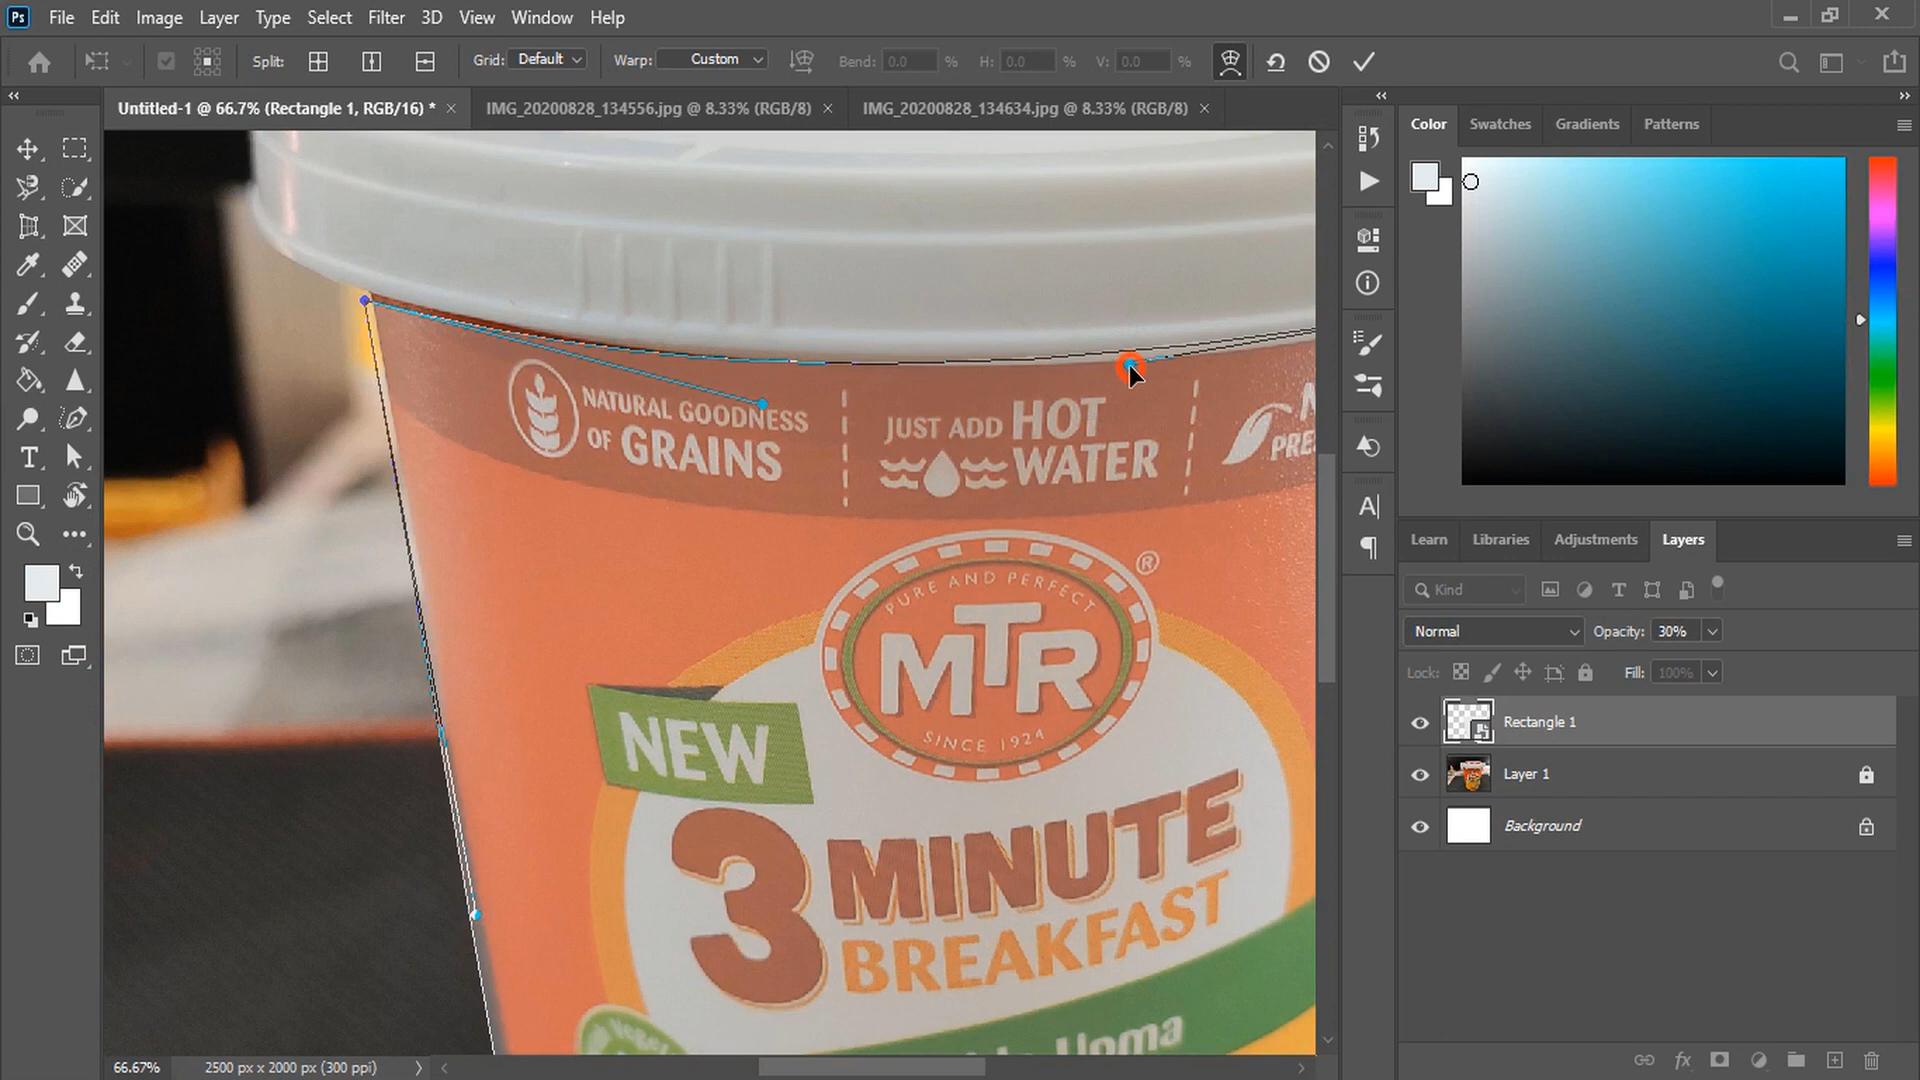 Ps File Edit Image Layer Type Select Filter 3D View Window Help
Split: Grid: Default Warp: Custom Bend: 0.0 % H: 0.0 % V: 0.0 %
Untitled-1 @ 66.7% (Rectangle 1, RGB/16) * × IMG_20200828_134556.jpg @ 8.33% (RGB/8) × IMG_20200828_134634.jpg @ 8.33% (RGB/8) ×
Color Swatches Gradients Patterns
NATURAL GOODNESS
OF GRAINS
JUST ADD HOT
WATER
PURE AND PERFECT
MTR
®
SINCE 1924
NEW
3 MINUTE
BREAKFAST
Upma
Learn Libraries Adjustments Layers
Kind
Normal Opacity: 30%
Lock: Fill: 100%
Rectangle 1
Layer 1
Background
66.67% 2500 px x 2000 px (300 ppi)